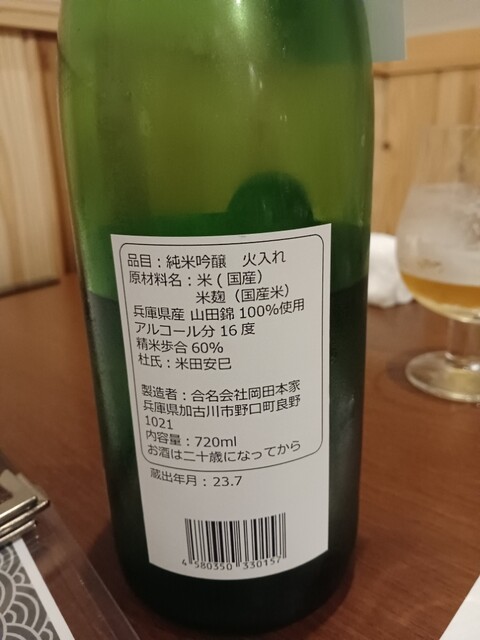 品目：純米吟醸　火入れ
原材料名：米（国産）
米麹（国産米）
兵庫県産 山田錦 100%使用
アルコール分 16 度
精米歩合 60%
杜氏：米田安巳
製造者：合名会社岡田本家
兵庫県加古川市野口町良野
1021
内容量：720ml
お酒は二十歳になってから
蔵出年月：23.7
4 580350 330157